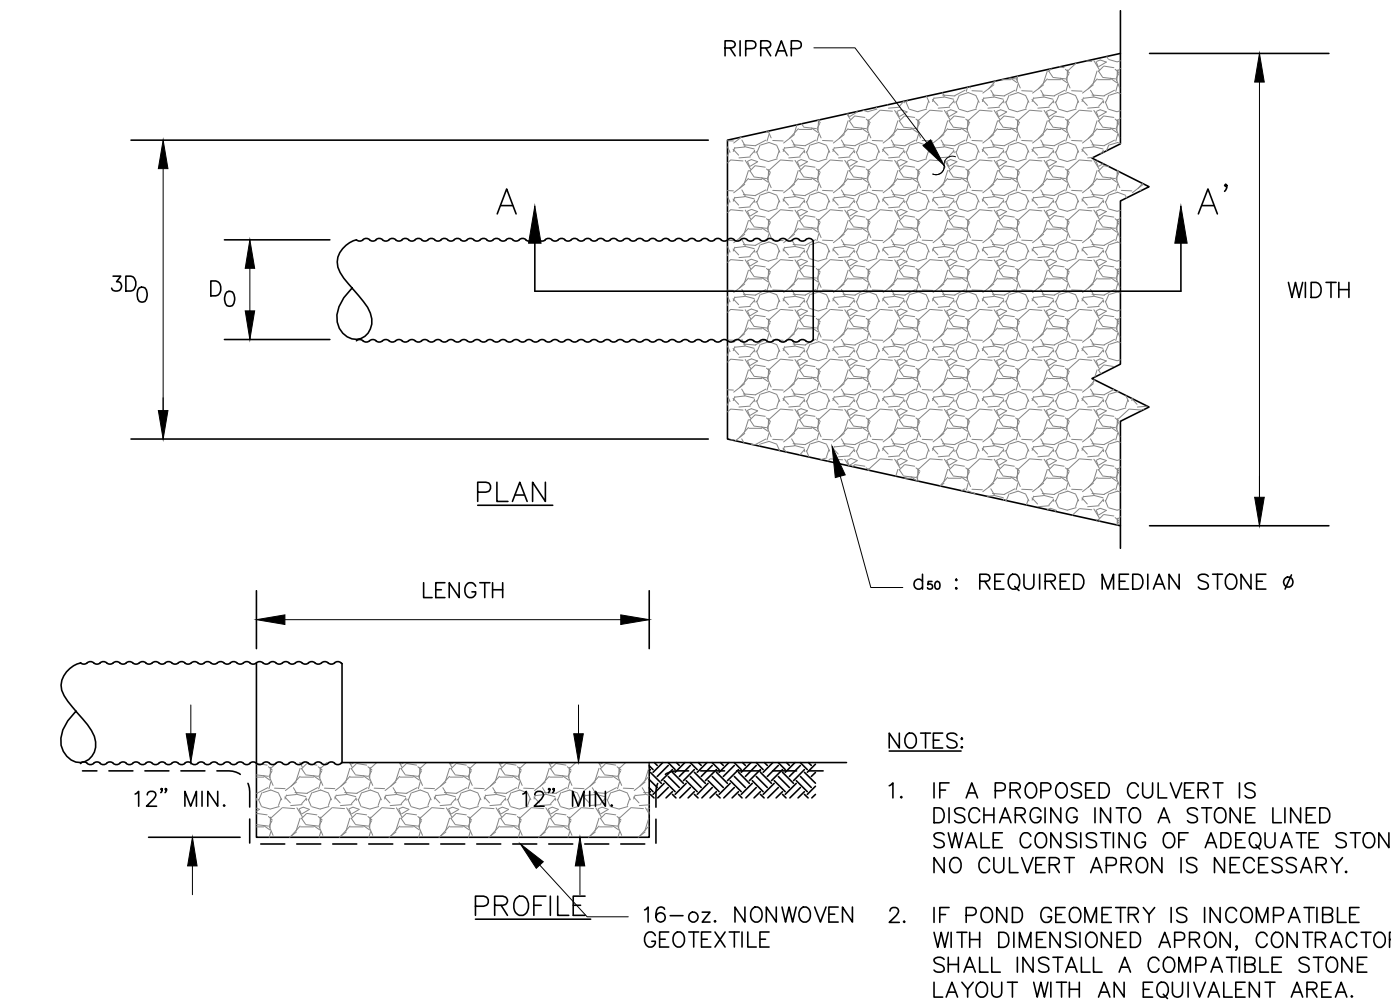 RIPRAP
A
A'
3D0
D0
WIDTH
PLAN
d50 : REQUIRED MEDIAN STONE Ø
LENGTH
12" MIN.
12" MIN.
PROFILE
16-oz. NONWOVEN
GEOTEXTILE
NOTES:
1. IF A PROPOSED CULVERT IS
DISCHARGING INTO A STONE LINED
SWALE CONSISTING OF ADEQUATE STON
NO CULVERT APRON IS NECESSARY.
2. IF POND GEOMETRY IS INCOMPATIBLE
WITH DIMENSIONED APRON, CONTRACTOR
SHALL INSTALL A COMPATIBLE STONE
LAYOUT WITH AN EQUIVALENT AREA.